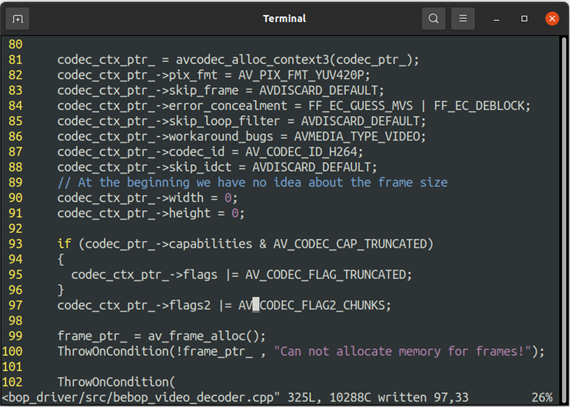 Terminal
80
81 codec_ctx_ptr_ = avcodec_alloc_context3(codec_ptr_);
82 codec_ctx_ptr_->pix_fmt = AV_PIX_FMT_YUV420P;
83 codec_ctx_ptr_->skip_frame = AVDISCARD_DEFAULT;
84 codec_ctx_ptr_->error_concealment = FF_EC_GUESS_MVS | FF_EC_DEBLOCK;
85 codec_ctx_ptr_->skip_loop_filter = AVDISCARD_DEFAULT;
86 codec_ctx_ptr_->workaround_bugs = AVMEDIA_TYPE_VIDEO;
87 codec_ctx_ptr_->codec_id = AV_CODEC_ID_H264;
88 codec_ctx_ptr_->skip_idct = AVDISCARD_DEFAULT;
89 // At the beginning we have no idea about the frame size
90 codec_ctx_ptr_->width = 0;
91 codec_ctx_ptr_->height = 0;
92
93 if (codec_ptr_->capabilities & AV_CODEC_CAP_TRUNCATED)
94 {
95 codec_ctx_ptr_->flags |= AV_CODEC_FLAG_TRUNCATED;
96 }
97 codec_ctx_ptr_->flags2 |= AV_CODEC_FLAG2_CHUNKS;
98
99 frame_ptr_ = av_frame_alloc();
100 ThrowOnCondition(!frame_ptr_ , "Can not allocate memory for frames!");
101
102 ThrowOnCondition(
<bop_driver/src/bebop_video_decoder.cpp" 325L, 10288C written 97,33 26%